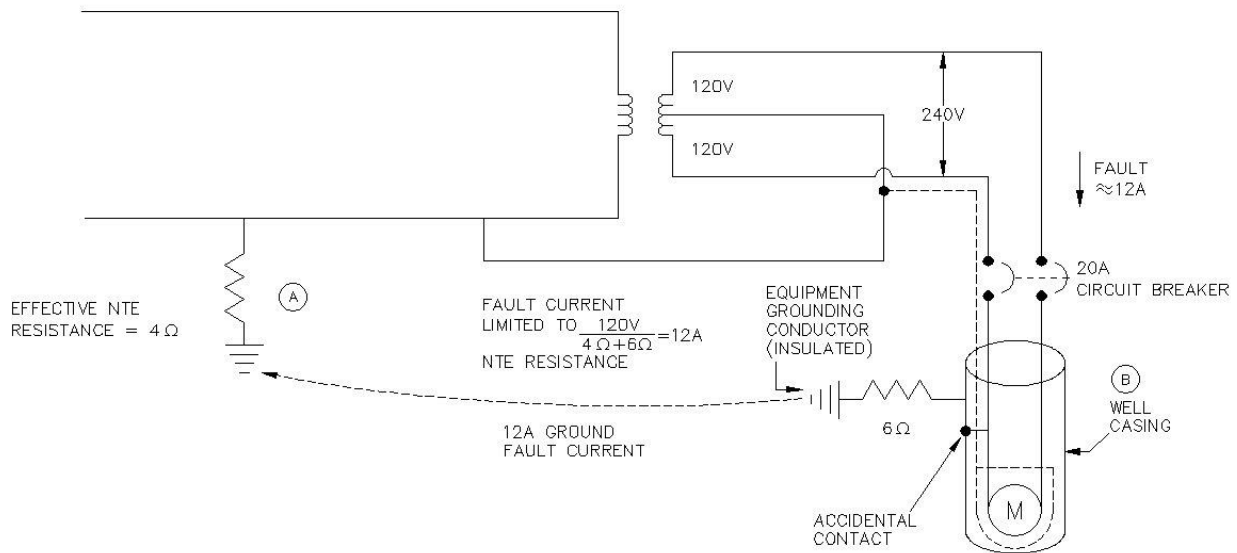 120V
120V
240V
FAULT
≈12A
20A
CIRCUIT BREAKER
A
EFFECTIVE NTE
RESISTANCE = 4Ω
FAULT CURRENT
LIMITED TO 120V/4Ω+6Ω=12A
NTE RESISTANCE
EQUIPMENT
GROUNDING
CONDUCTOR
(INSULATED)
B
WELL
CASING
6Ω
12A GROUND
FAULT CURRENT
ACCIDENTAL
CONTACT
M